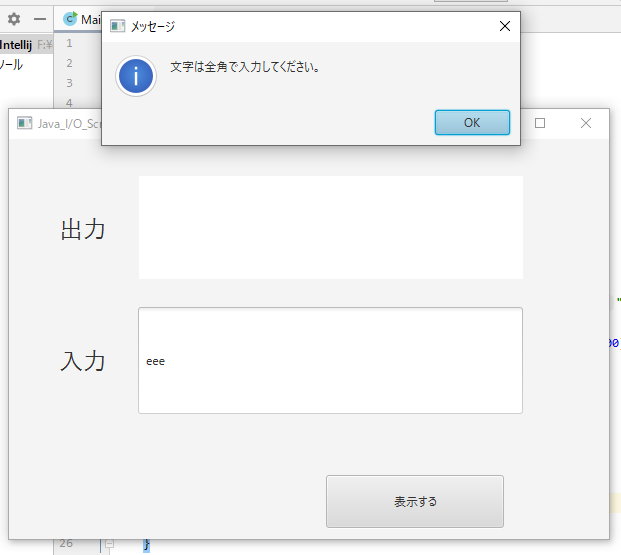 Mai
メッセージ
Intellij F:¥
ツール
1
2
3
4
文字は全角で入力してください。
OK
Java_I/O_Scr
出力
"
00,
入力
eee
表示する
26 }